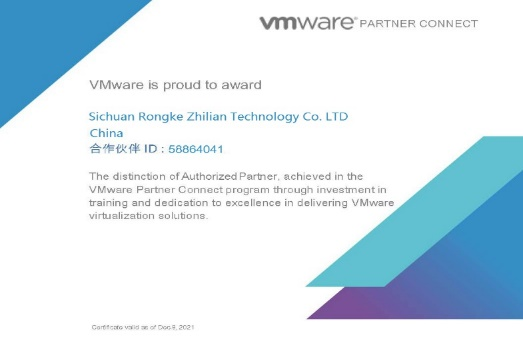 vmware® PARTNER CONNECT
VMware is proud to award
Sichuan Rongke Zhilian Technology Co. LTD
China
合作伙伴 ID : 58864041
The distinction of Authorized Partner, achieved in the
VMware Partner Connect program through investment in
training and dedication to excellence in delivering VMware
virtualization solutions.
Certificate valid as of Dec 8, 2021